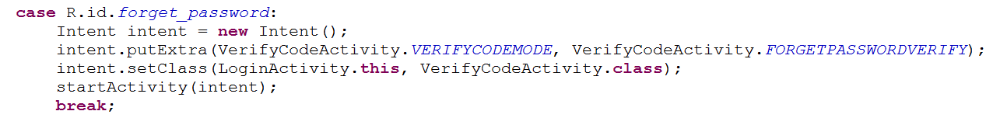 case R.id.forget_password:
Intent intent = new Intent();
intent.putExtra(VerifyCodeActivity.VERIFYCODEMODE, VerifyCodeActivity.FORGETPASSWORDVERIFY);
intent.setClass(LoginActivity.this, VerifyCodeActivity.class);
startActivity(intent);
break;